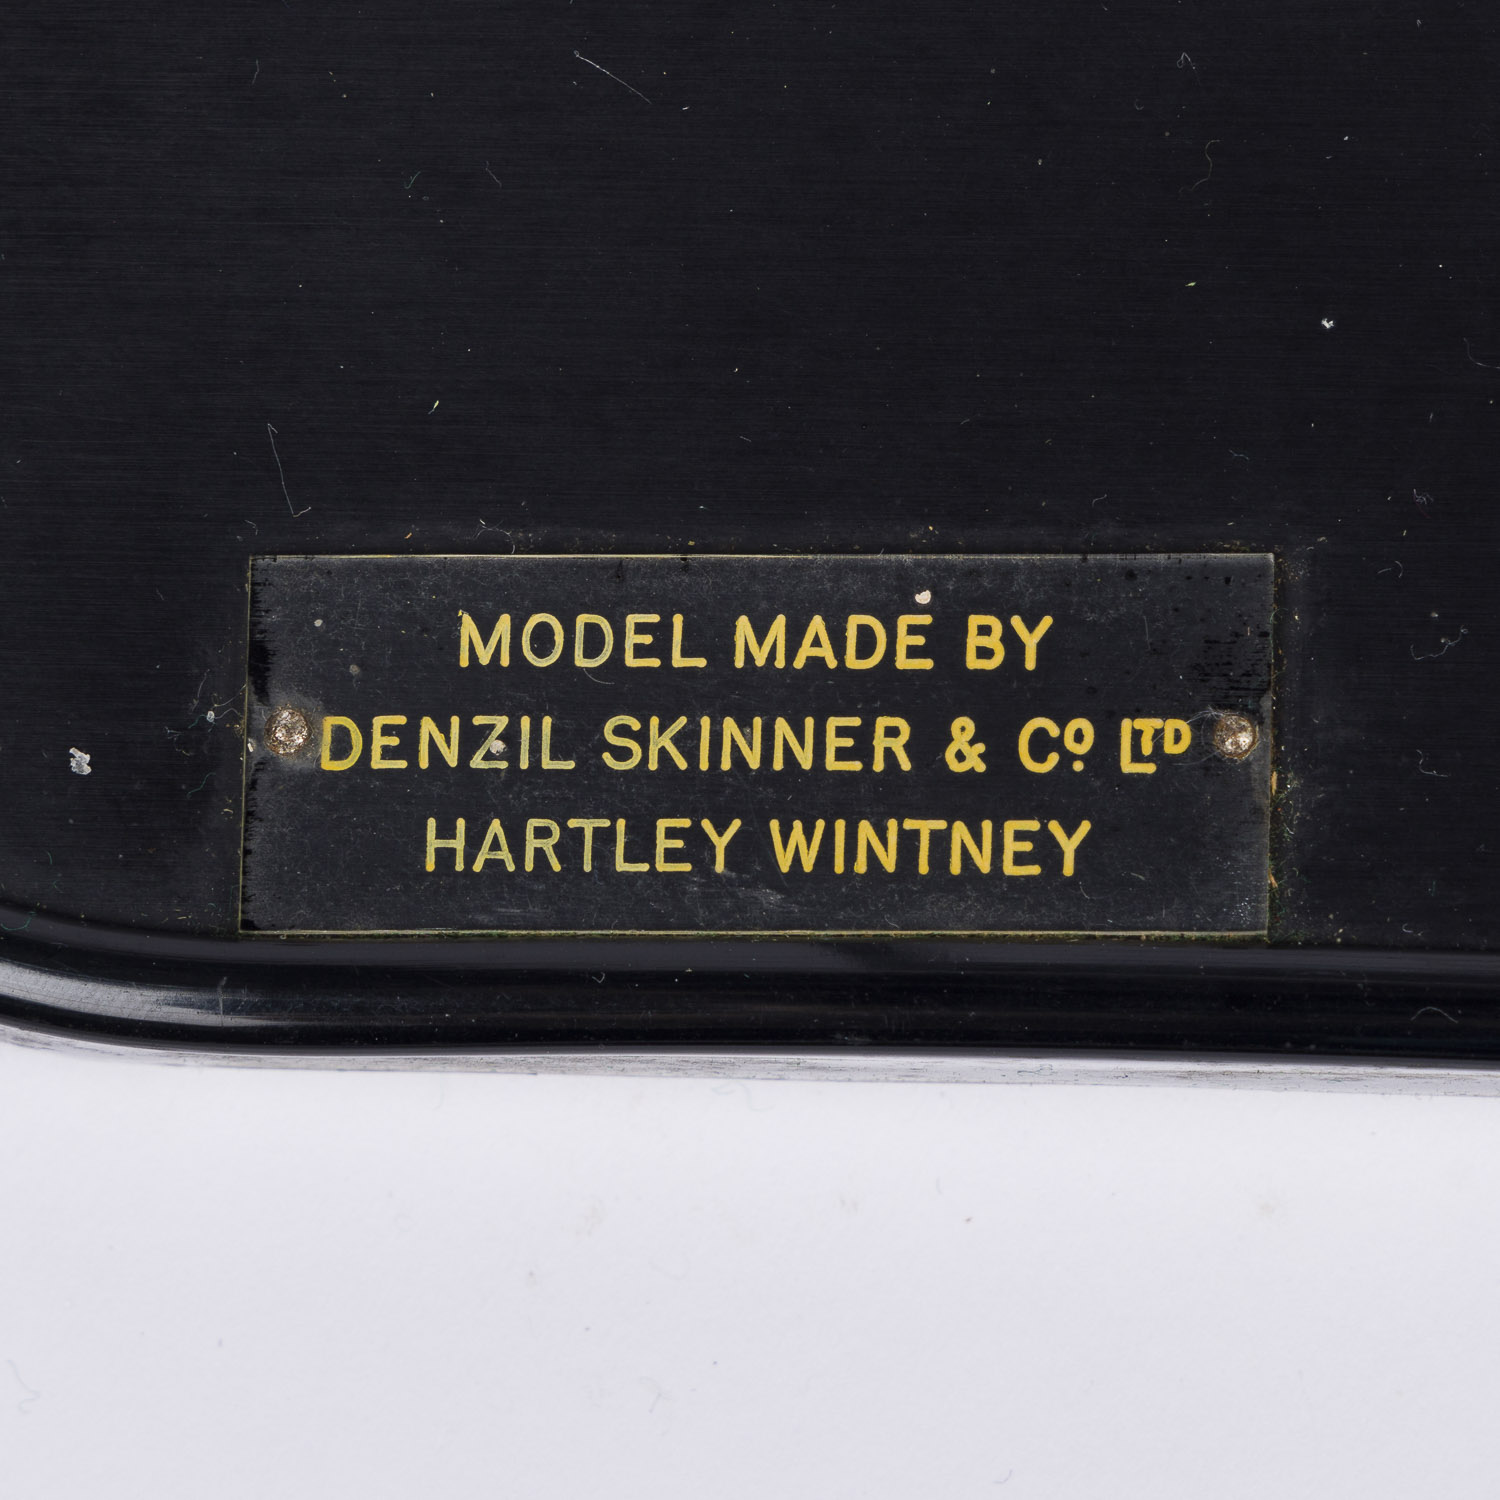 MODEL MADE BY
DENZIL SKINNER & Cº LTD
HARTLEY WINTNEY